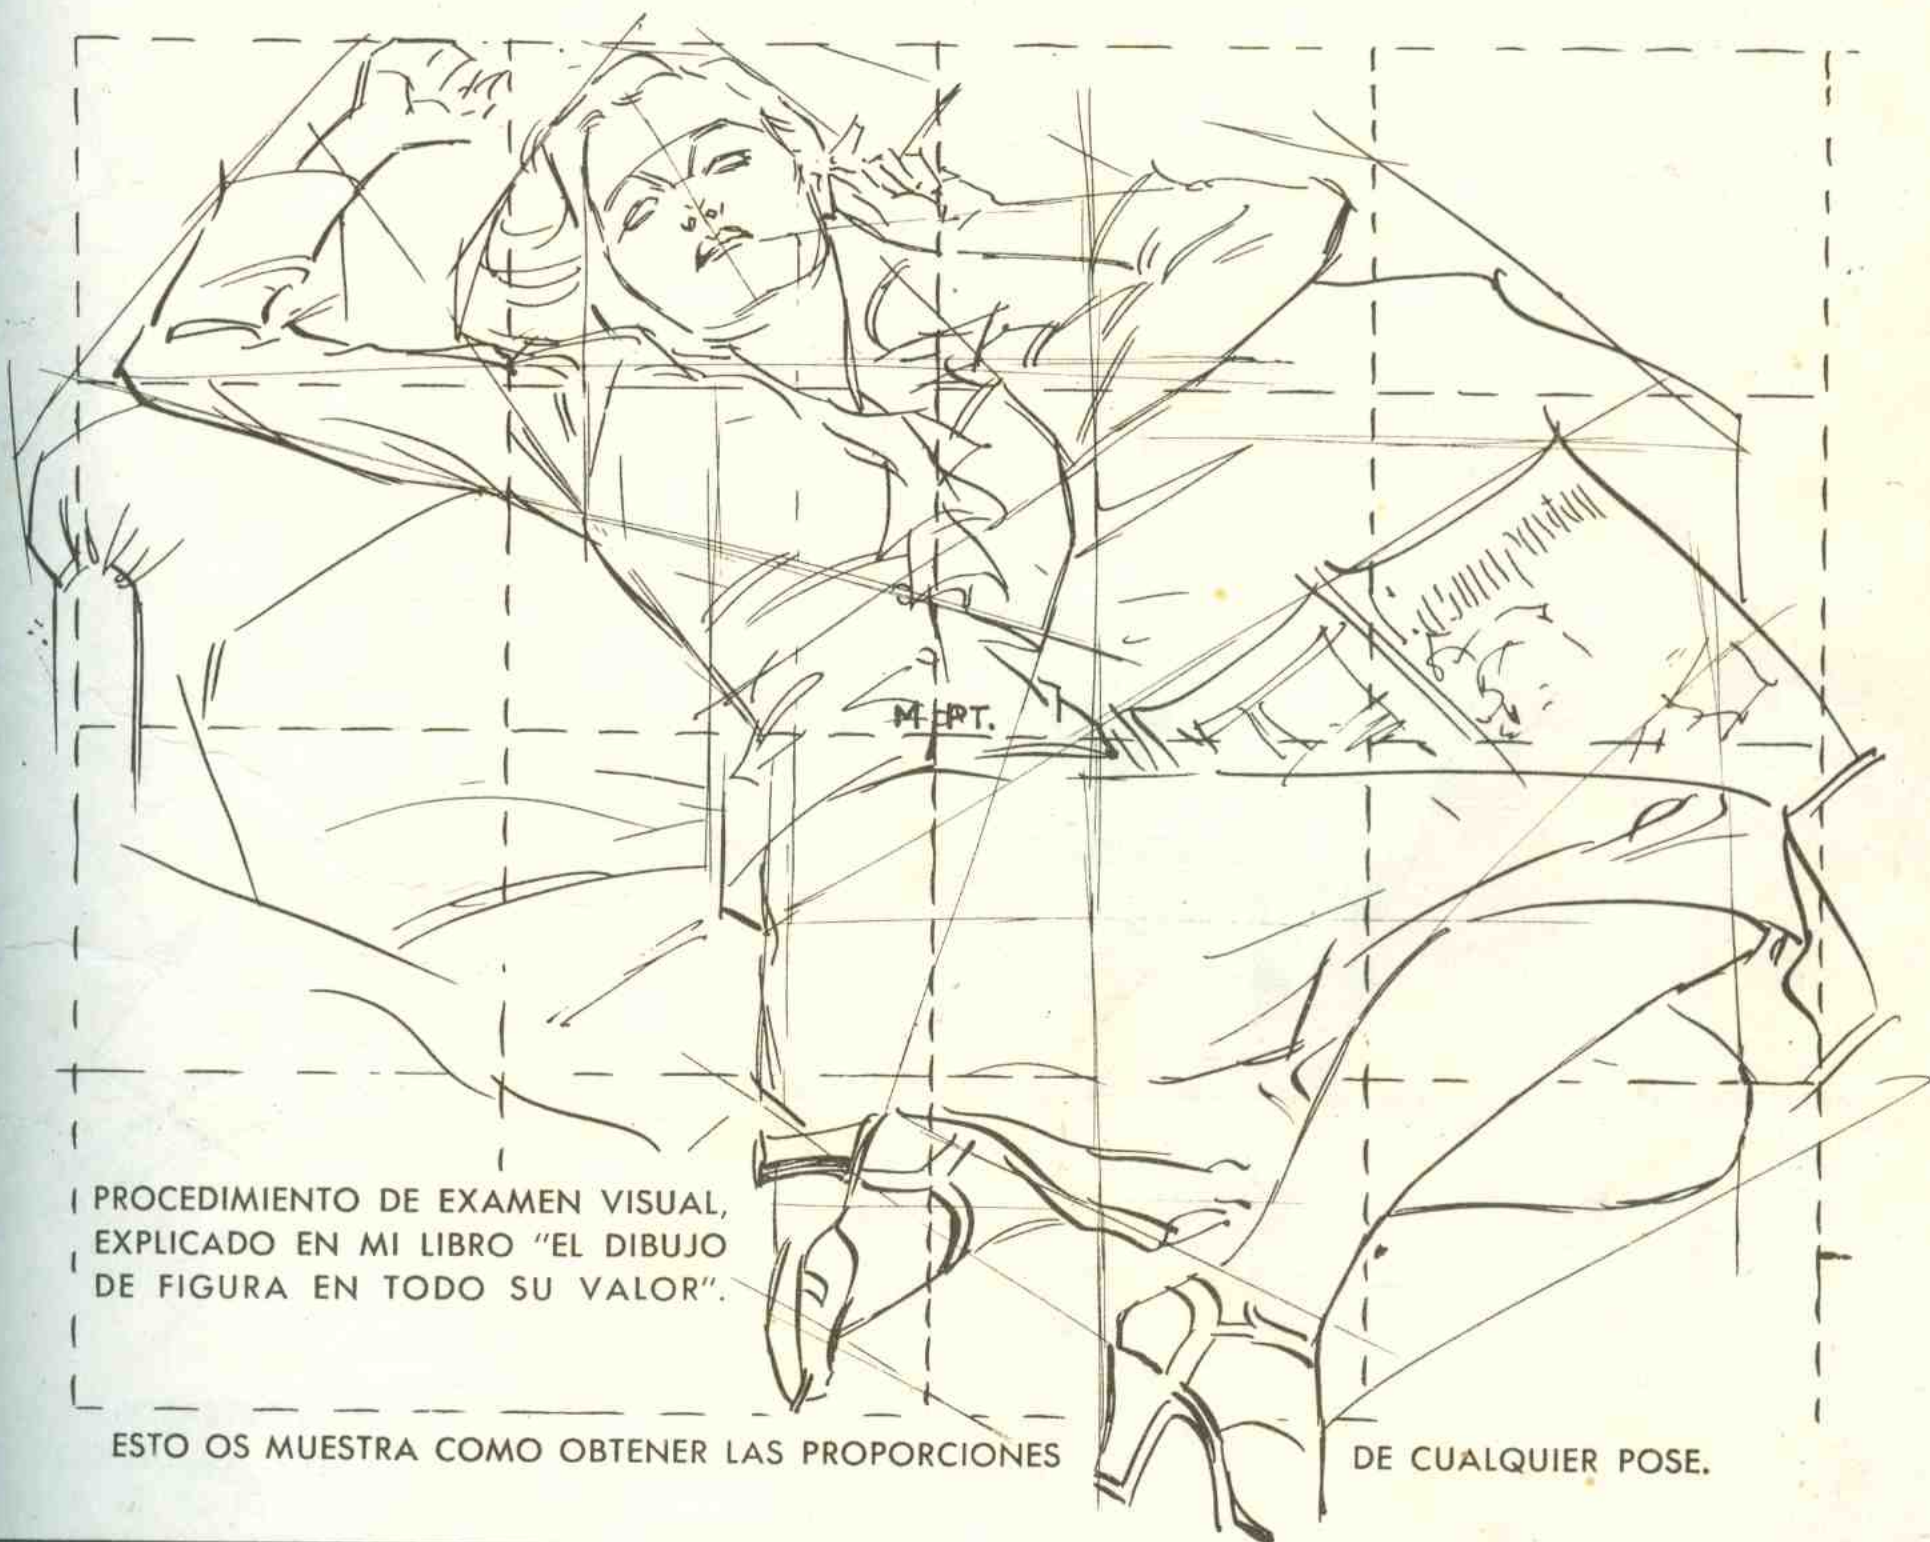 M. PT.
PROCEDIMIENTO DE EXAMEN VISUAL,
EXPLICADO EN MI LIBRO "EL DIBUJO
DE FIGURA EN TODO SU VALOR".
ESTO OS MUESTRA COMO OBTENER LAS PROPORCIONES DE CUALQUIER POSE.